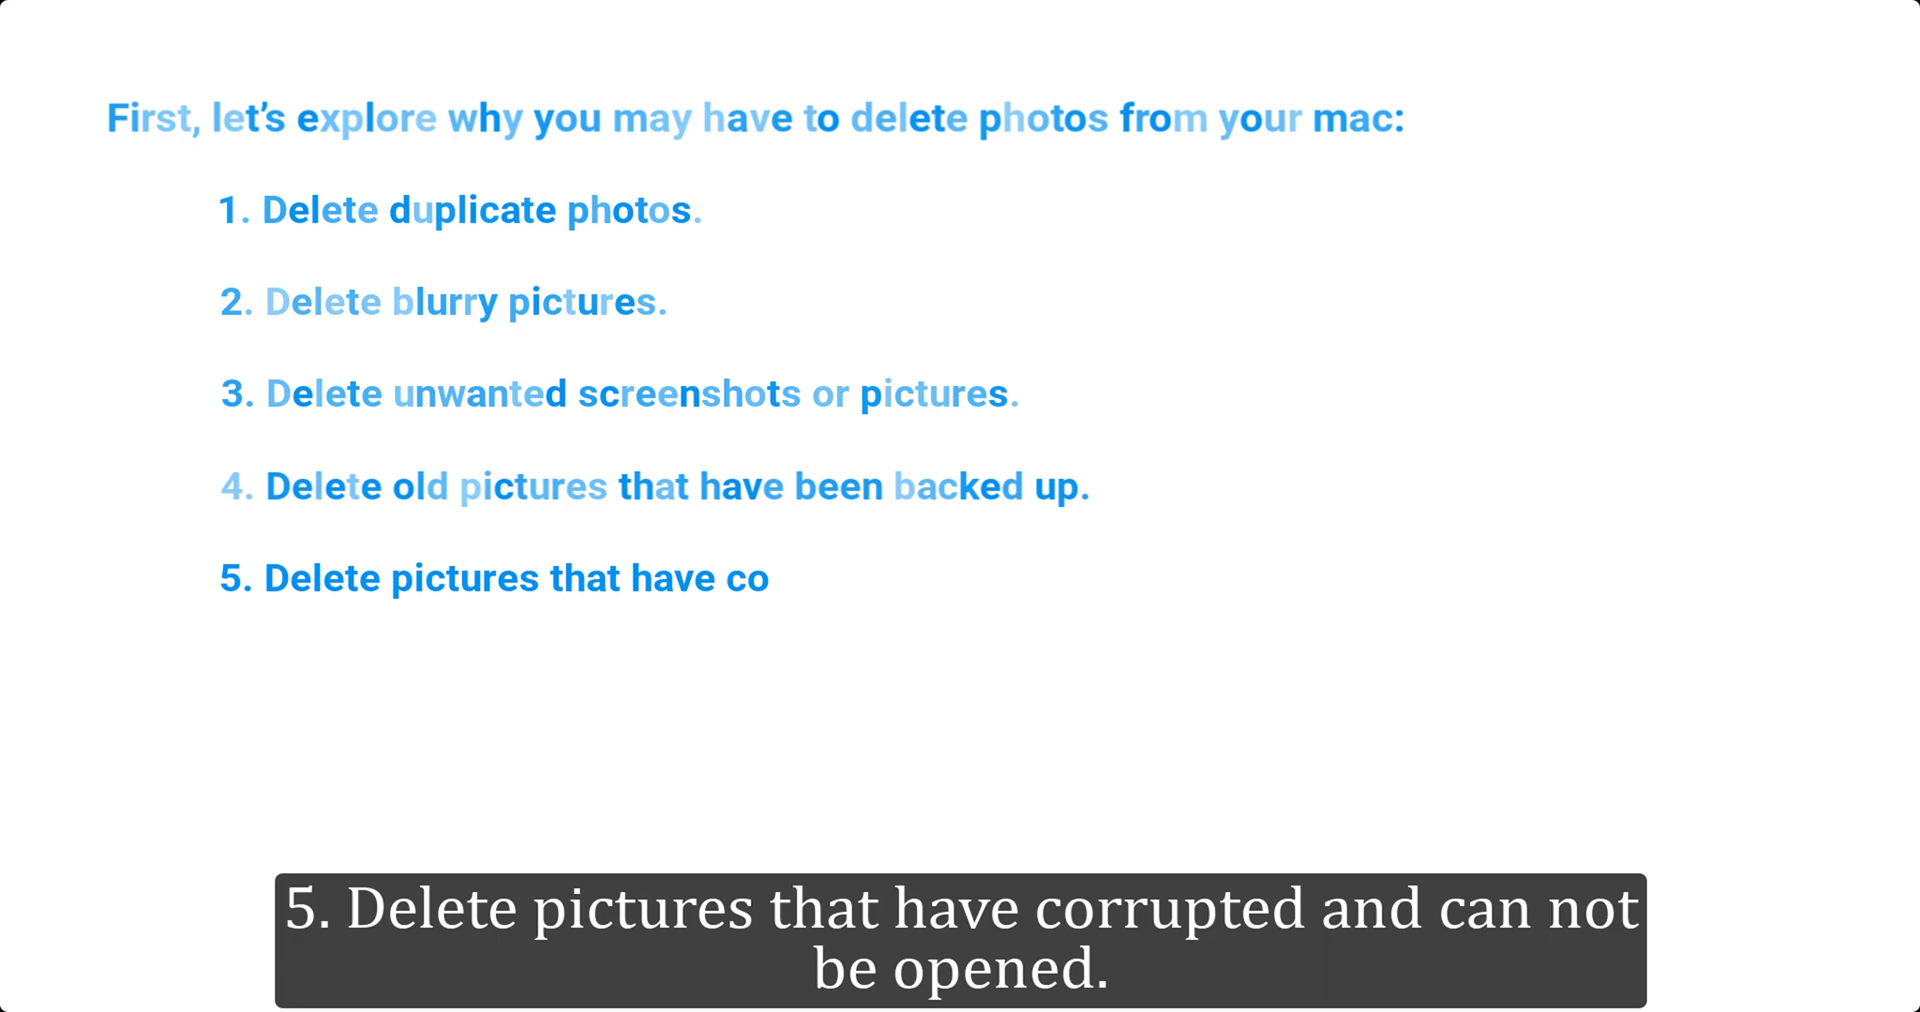 First, let’s explore why you may have to delete photos from your mac:
1. Delete duplicate photos.
2. Delete blurry pictures.
3. Delete unwanted screenshots or pictures.
4. Delete old pictures that have been backed up.
5. Delete pictures that have co
5. Delete pictures that have corrupted and can not
be opened.